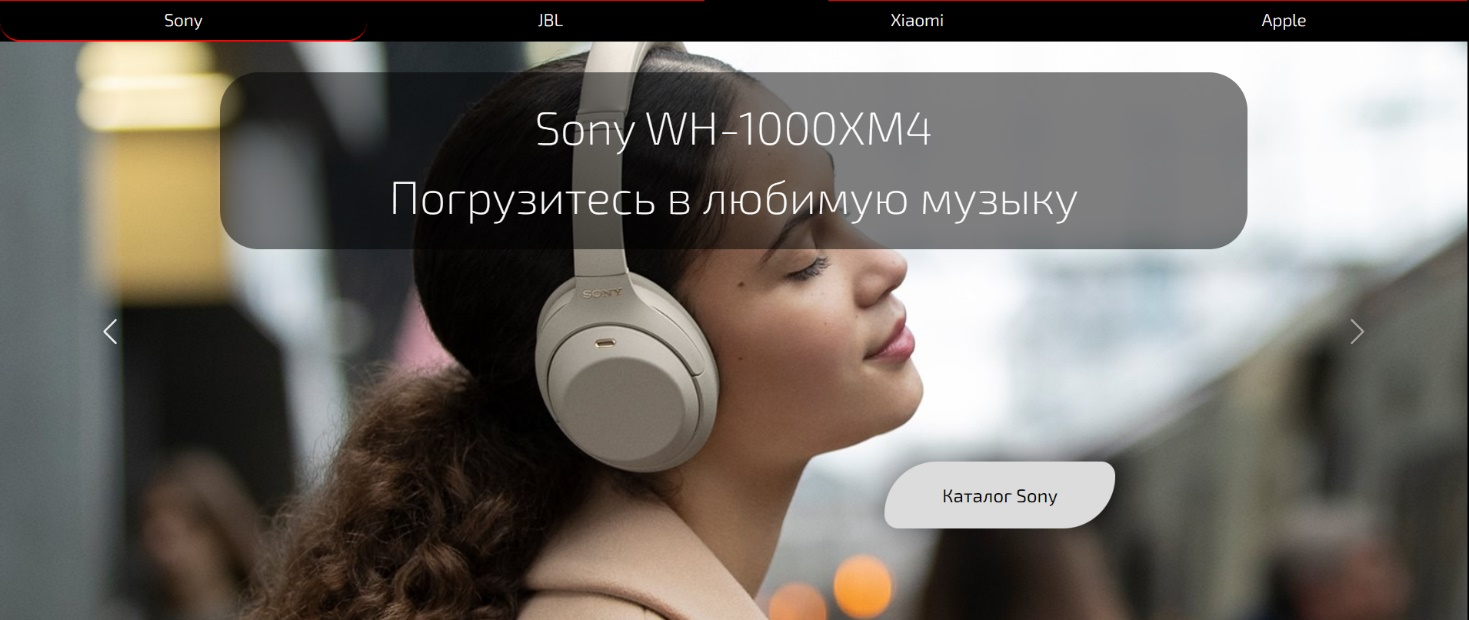 Sony
JBL
Xiaomi
Apple
Sony WH-1000XM4
Погрузитесь в любимую музыку
SONY
Каталог Sony